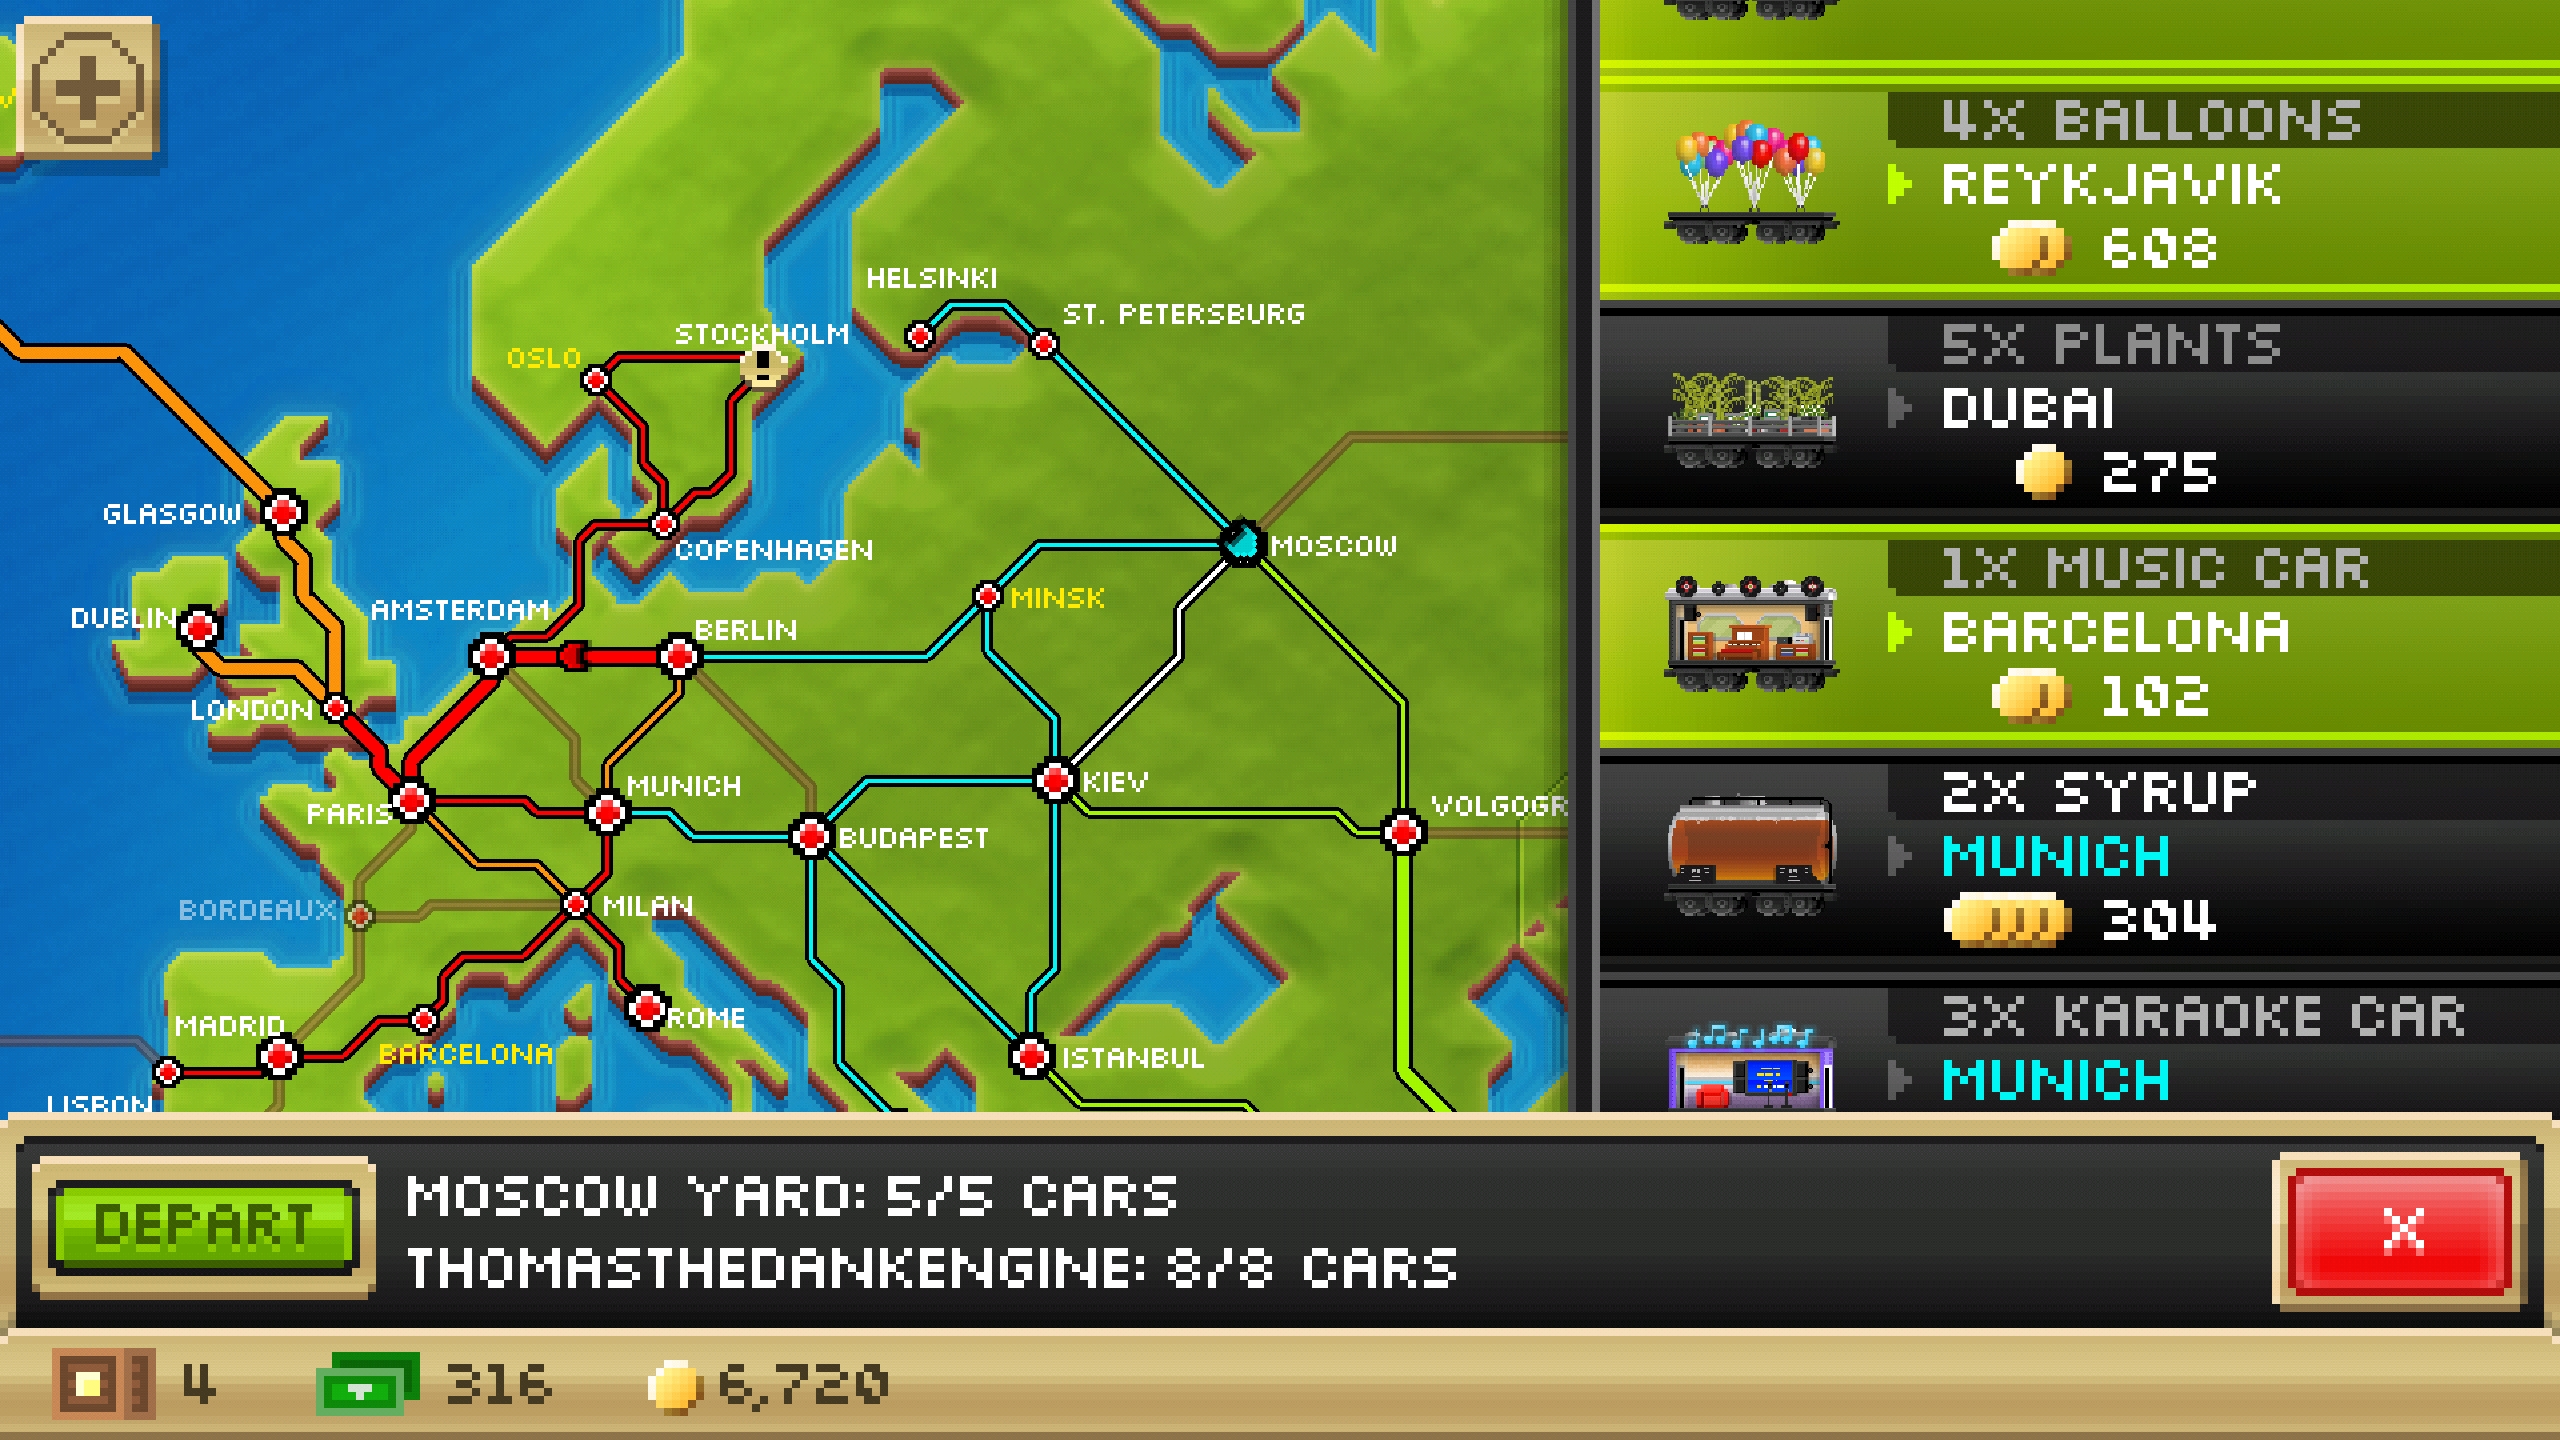 HELSINKI
ST. PETERSBURG
STOCKHOLM
OSLO
GLASGOW
MOSCOW
COPENHAGEN
MINSK
DUBLIN
AMSTERDAM
BERLIN
LONDON
MUNICH
KIEV
PARIS
BUDAPEST
VOLGOGR
BORDEAUX
MILAN
MADRID
ROME
BARCELONA
ISTANBUL
LISBON
4X BALLOONS
REYKJAVIK
608
5X PLANTS
DUBAI
275
1X MUSIC CAR
BARCELONA
102
2X SYRUP
MUNICH
304
3X KARAOKE CAR
MUNICH
DEPART
MOSCOW YARD: 5/5 CARS
THOMASTHEDANKENGINE: 8/8 CARS
X
4 316 6,720